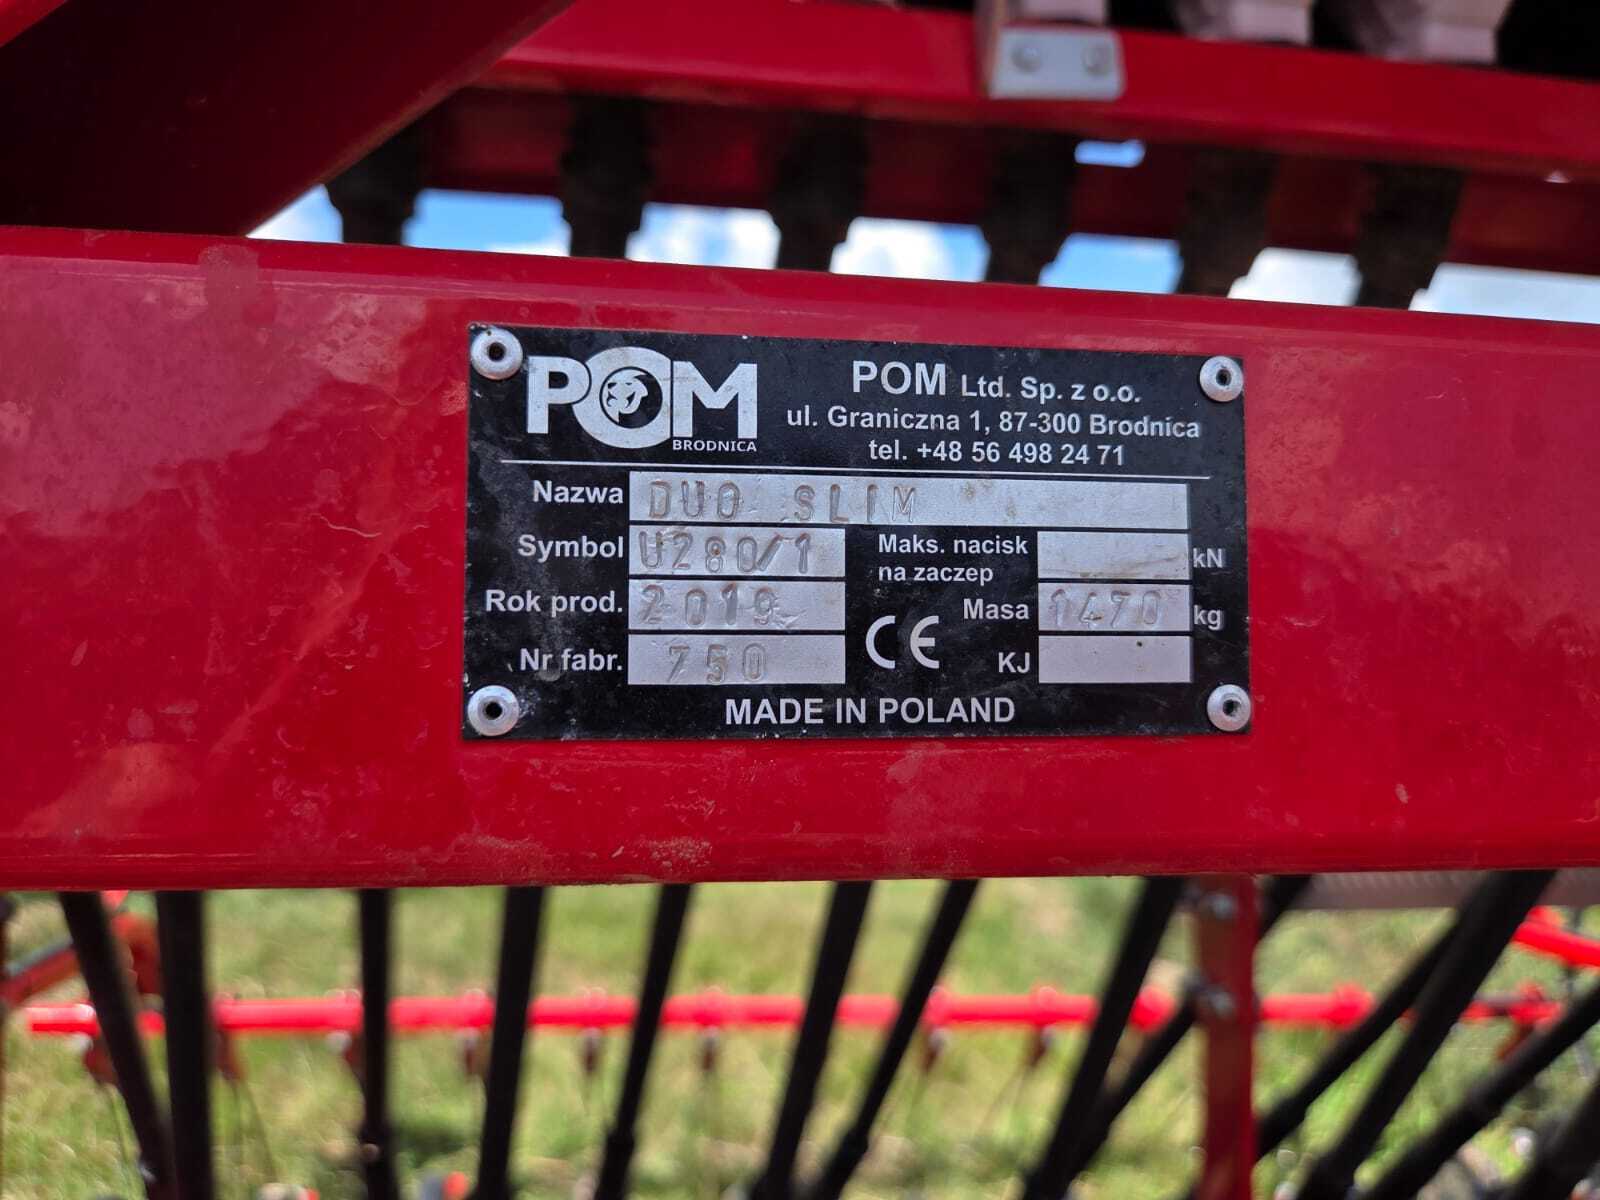 POM
BRODNICA
POM Ltd. Sp. z o.o.
ul. Graniczna 1, 87-300 Brodnica
tel. +48 56 498 24 71
Nazwa DUO SLIM
Symbol U280/1
Maks. nacisk
na zaczep kN
Rok prod. 2019
Masa 1470 kg
Nr fabr. 750
CE
KJ
MADE IN POLAND